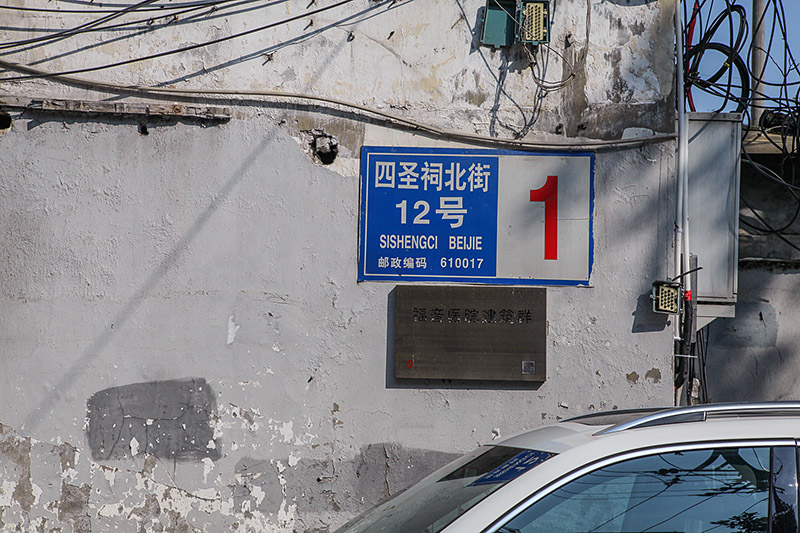 四圣祠北街
12号
SISHENGCI BEIJIE
邮政编码 610017
1
福音医院建筑群